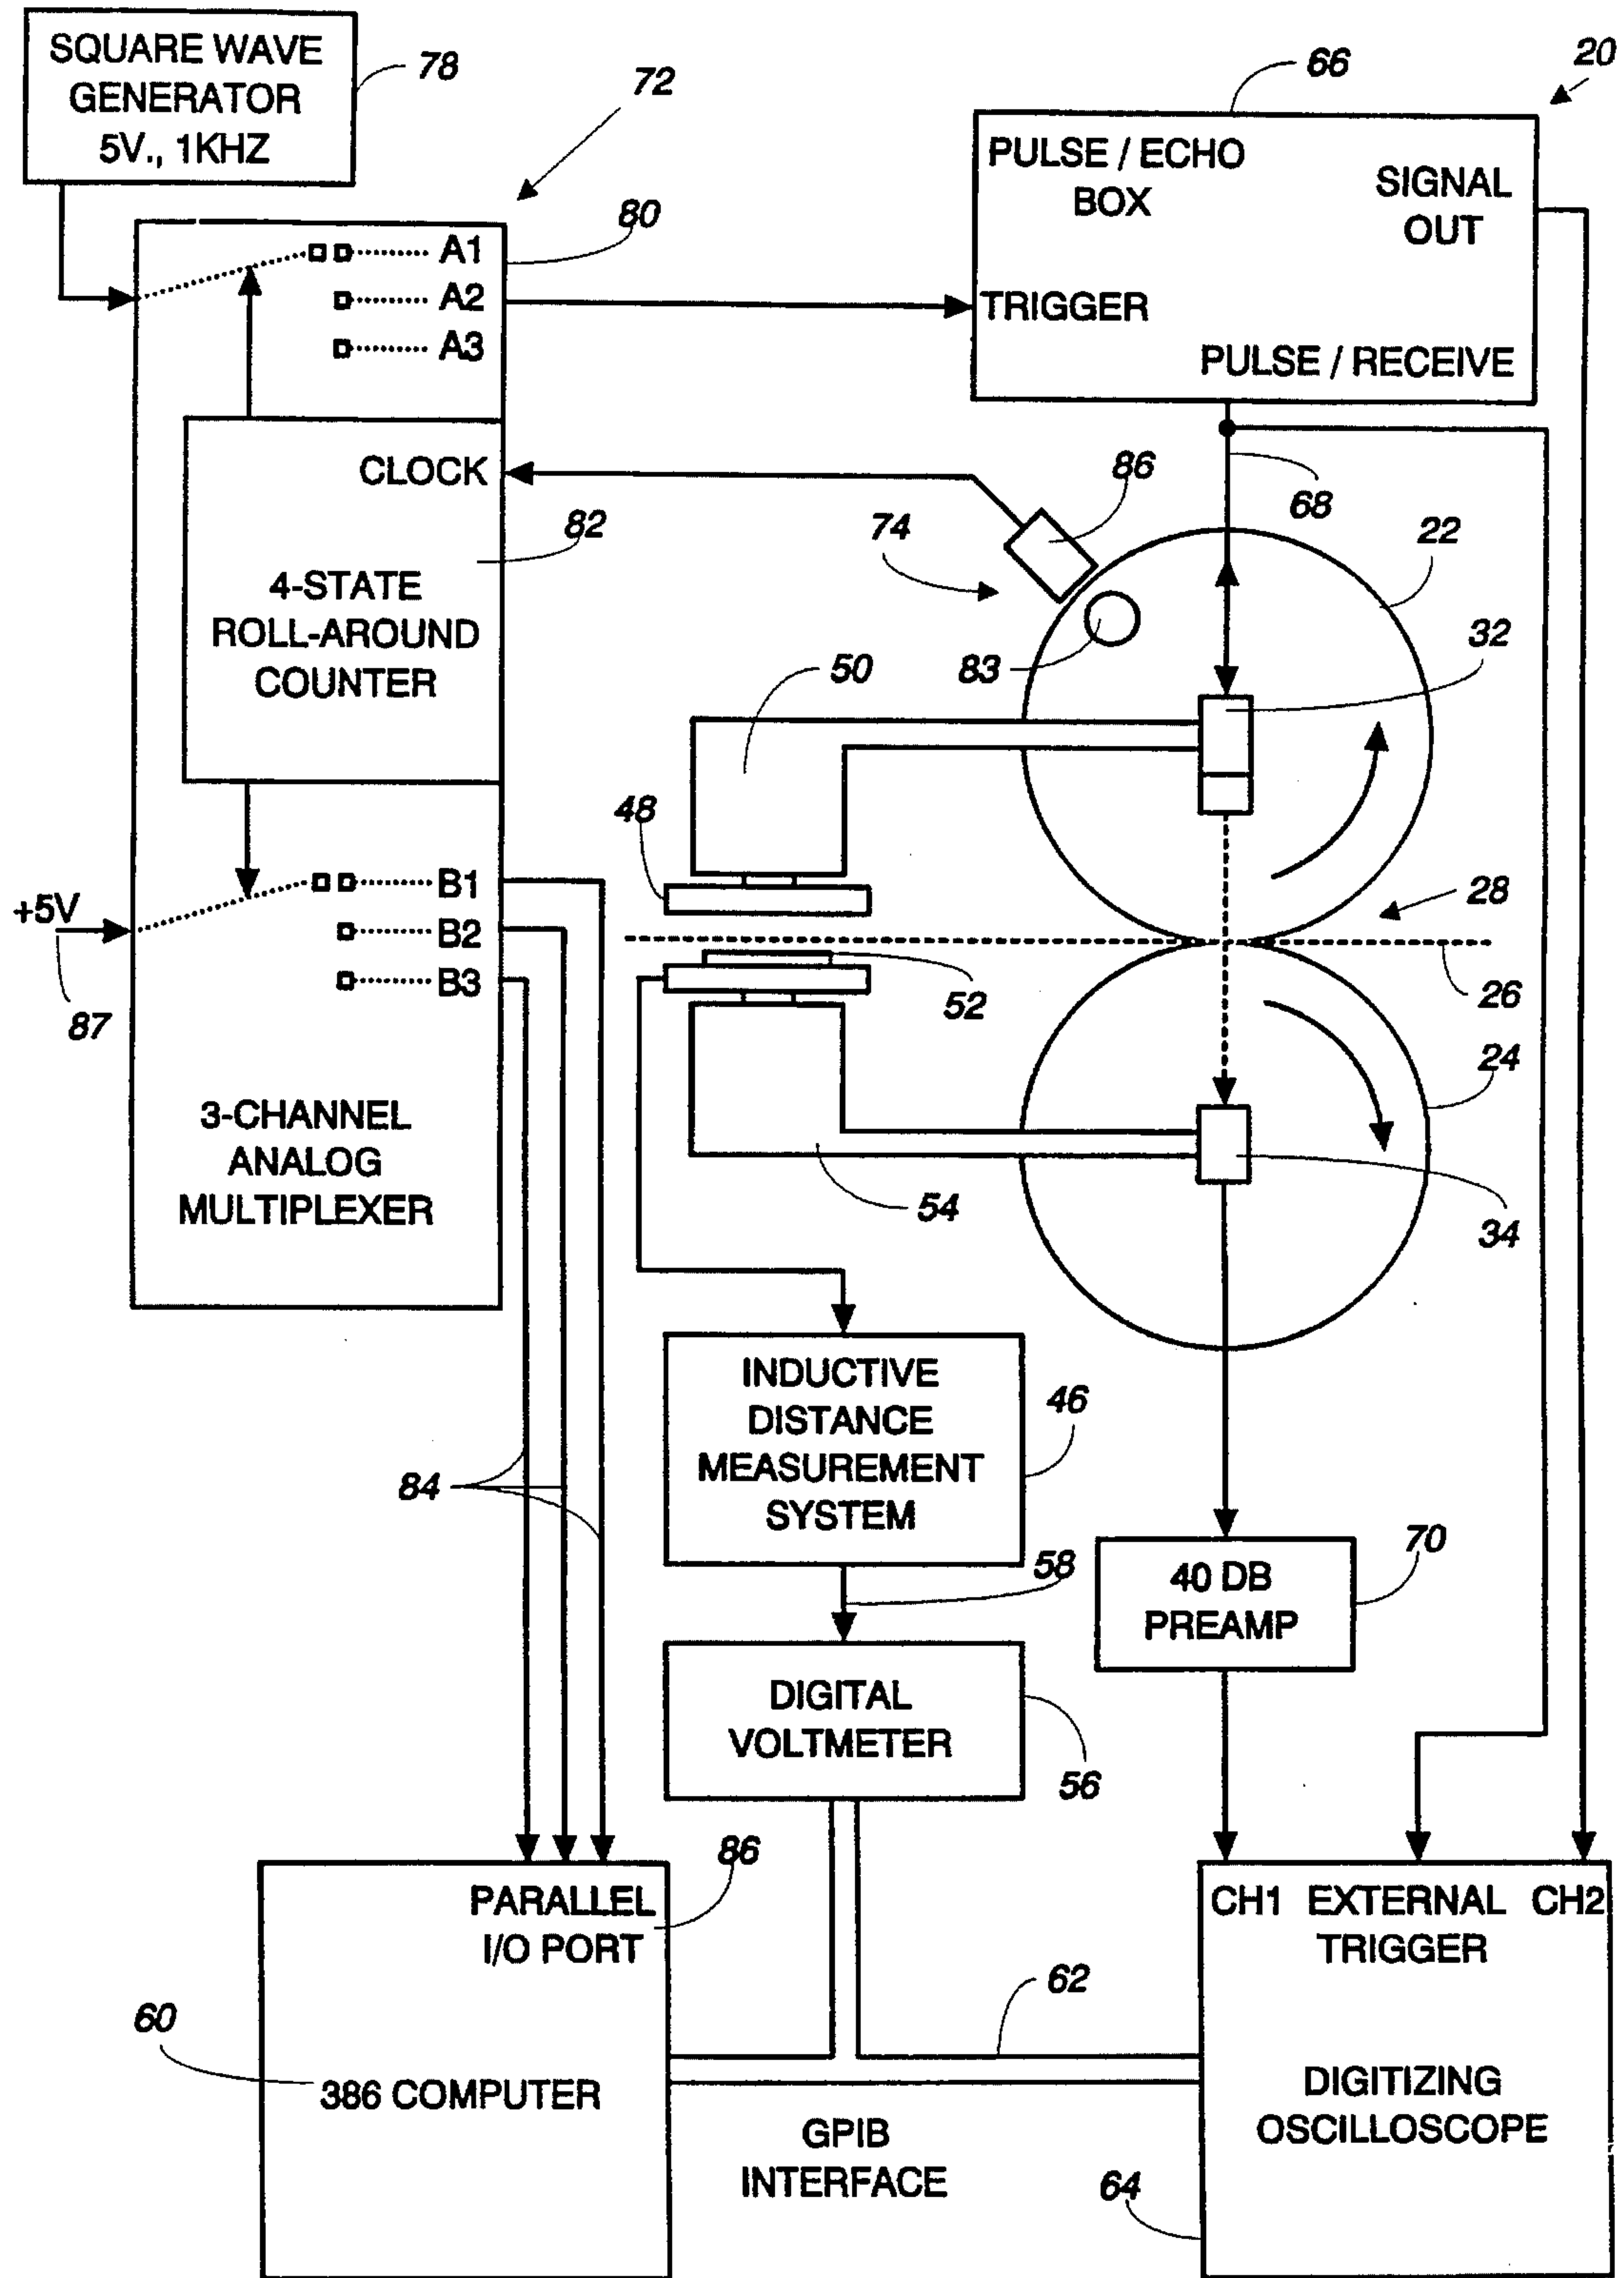 SQUARE WAVE
GENERATOR
5V., 1KHZ
78
72
66
20
PULSE / ECHO
BOX
SIGNAL
OUT
TRIGGER
PULSE / RECEIVE
80
A1
A2
A3
CLOCK
82
4-STATE
ROLL-AROUND
COUNTER
86
68
74
22
83
32
50
48
28
+5V
87
B1
B2
B3
52
26
24
3-CHANNEL
ANALOG
MULTIPLEXER
54
34
INDUCTIVE
DISTANCE
MEASUREMENT
SYSTEM
46
84
58
40 DB
PREAMP
70
DIGITAL
VOLTMETER
56
86
PARALLEL
I/O PORT
CH1 EXTERNAL CH2
TRIGGER
62
60
386 COMPUTER
DIGITIZING
OSCILLOSCOPE
GPIB
INTERFACE
64